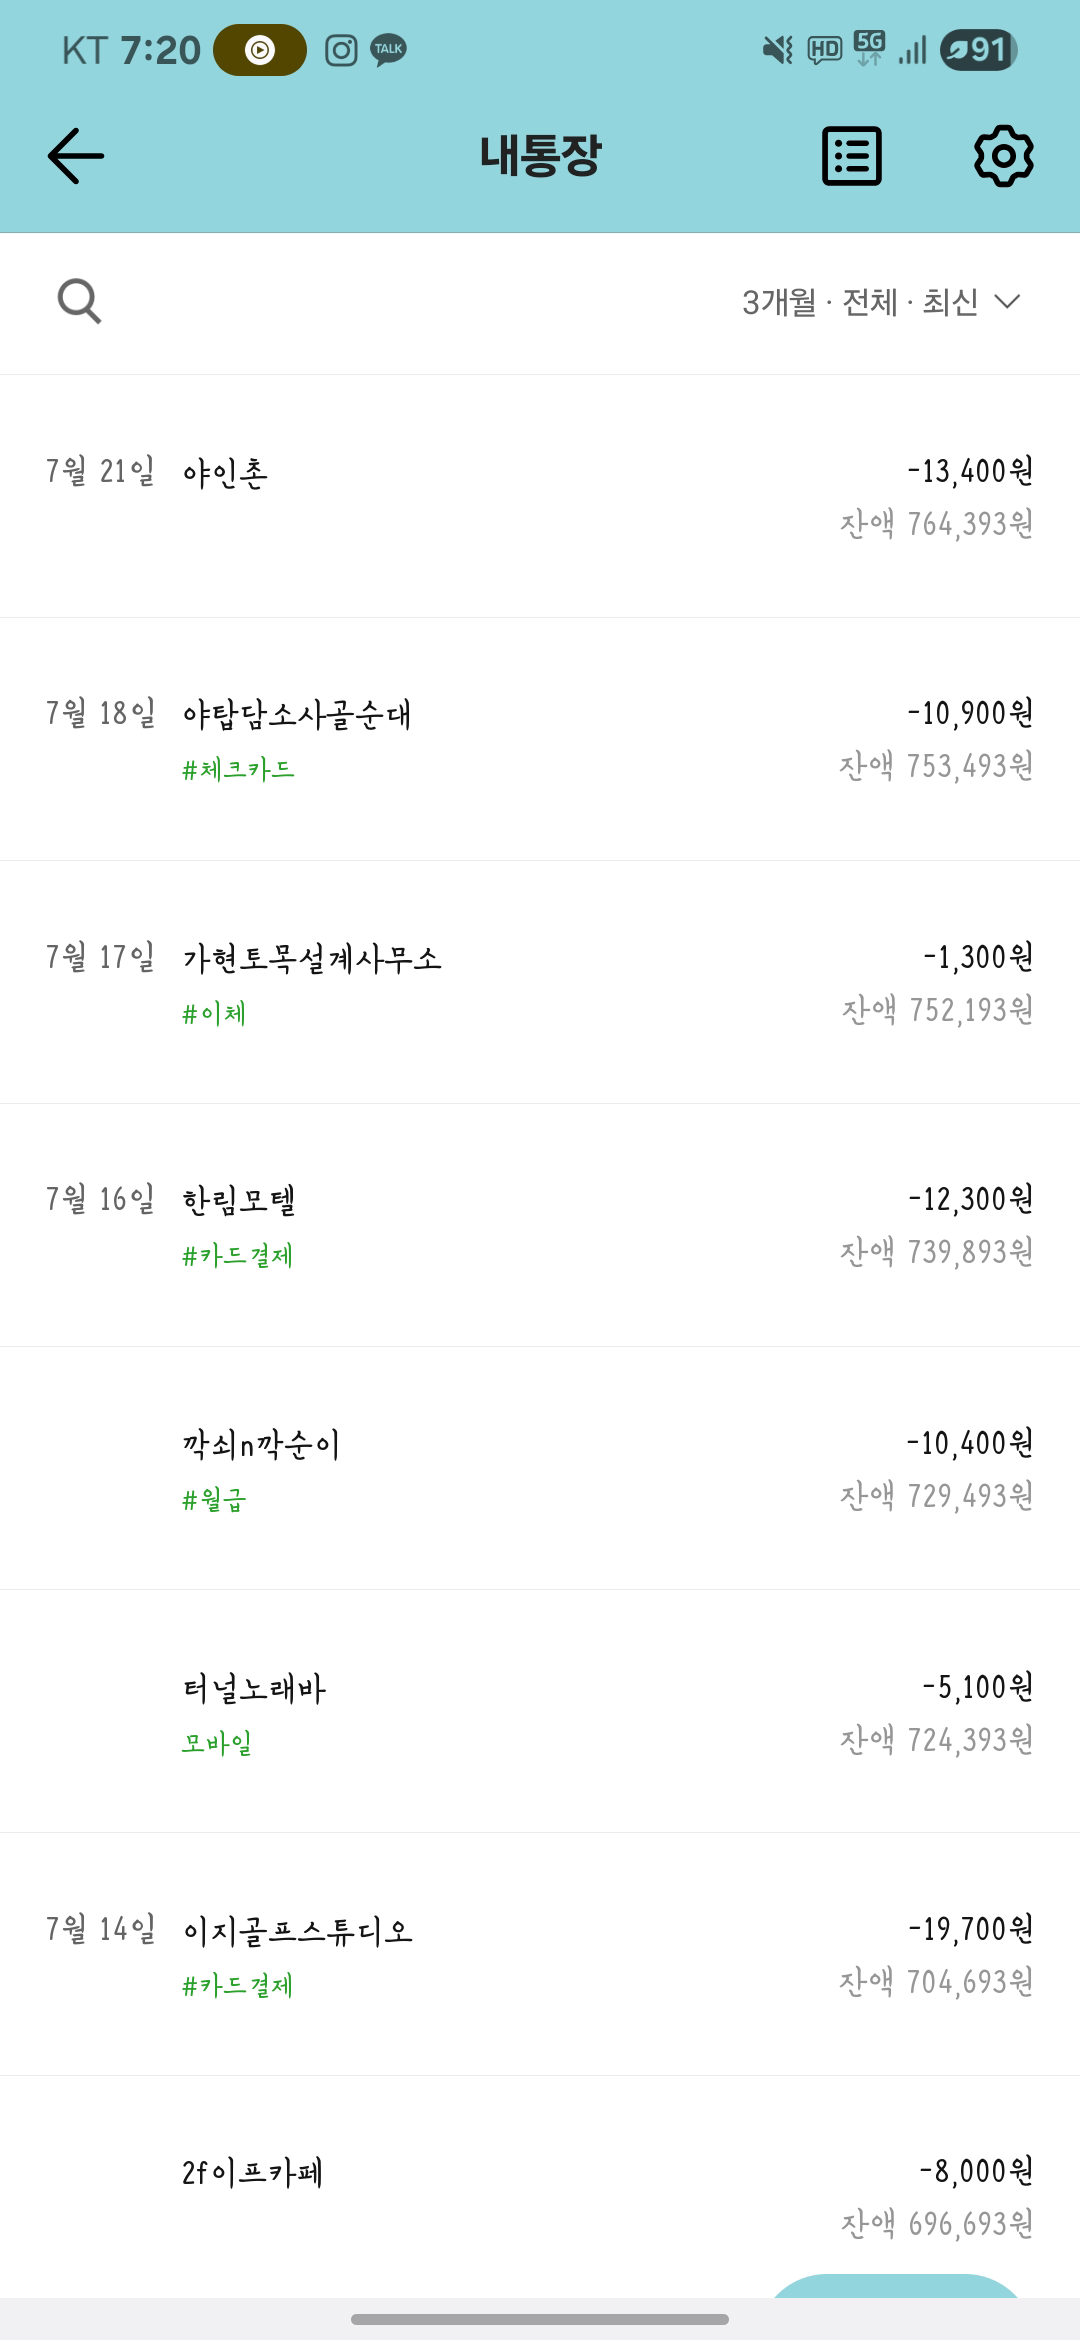 KT 7:20 TALK HD 5G 91
내통장
3개월 · 전체 · 최신
7월 21일 야인촌 -13,400원
잔액 764,393원
7월 18일 야탑담소사골순대 -10,900원
#체크카드 잔액 753,493원
7월 17일 가현토목설계사무소 -1,300원
#이체 잔액 752,193원
7월 16일 한림모텔 -12,300원
#카드결제 잔액 739,893원
깍쇠n깍순이 -10,400원
#월급 잔액 729,493원
터널노래바 -5,100원
모바일 잔액 724,393원
7월 14일 이지골프스튜디오 -19,700원
#카드결제 잔액 704,693원
2f이프카페 -8,000원
잔액 696,693원